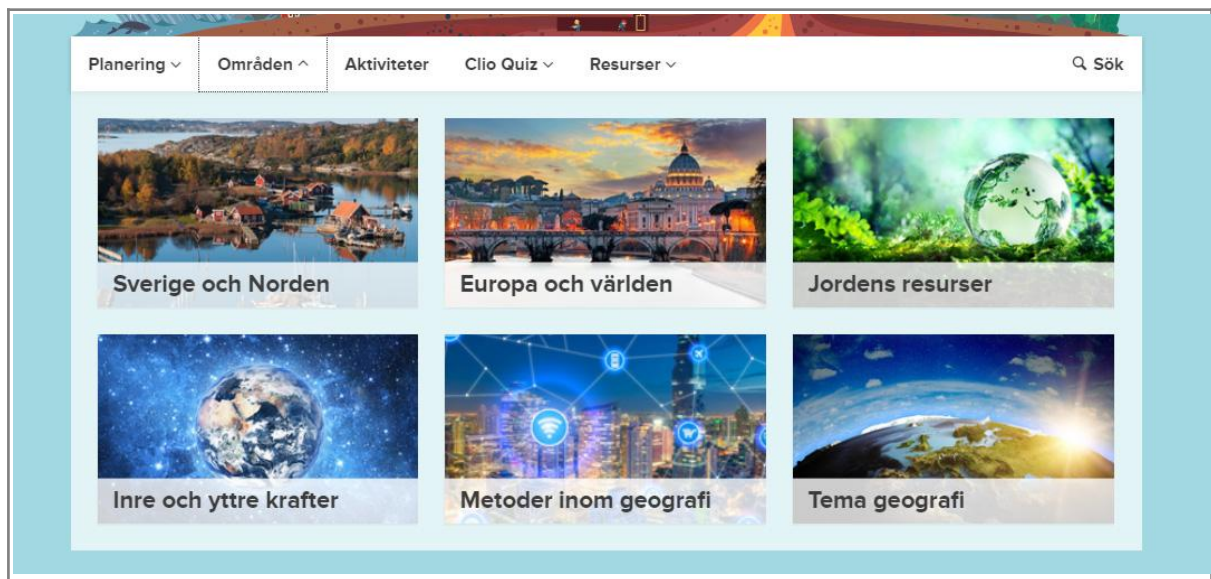 Planering Områden Aktiviteter Clio Quiz Resurser Sök
Sverige och Norden
Europa och världen
Jordens resurser
Inre och yttre krafter
Metoder inom geografi
Tema geografi